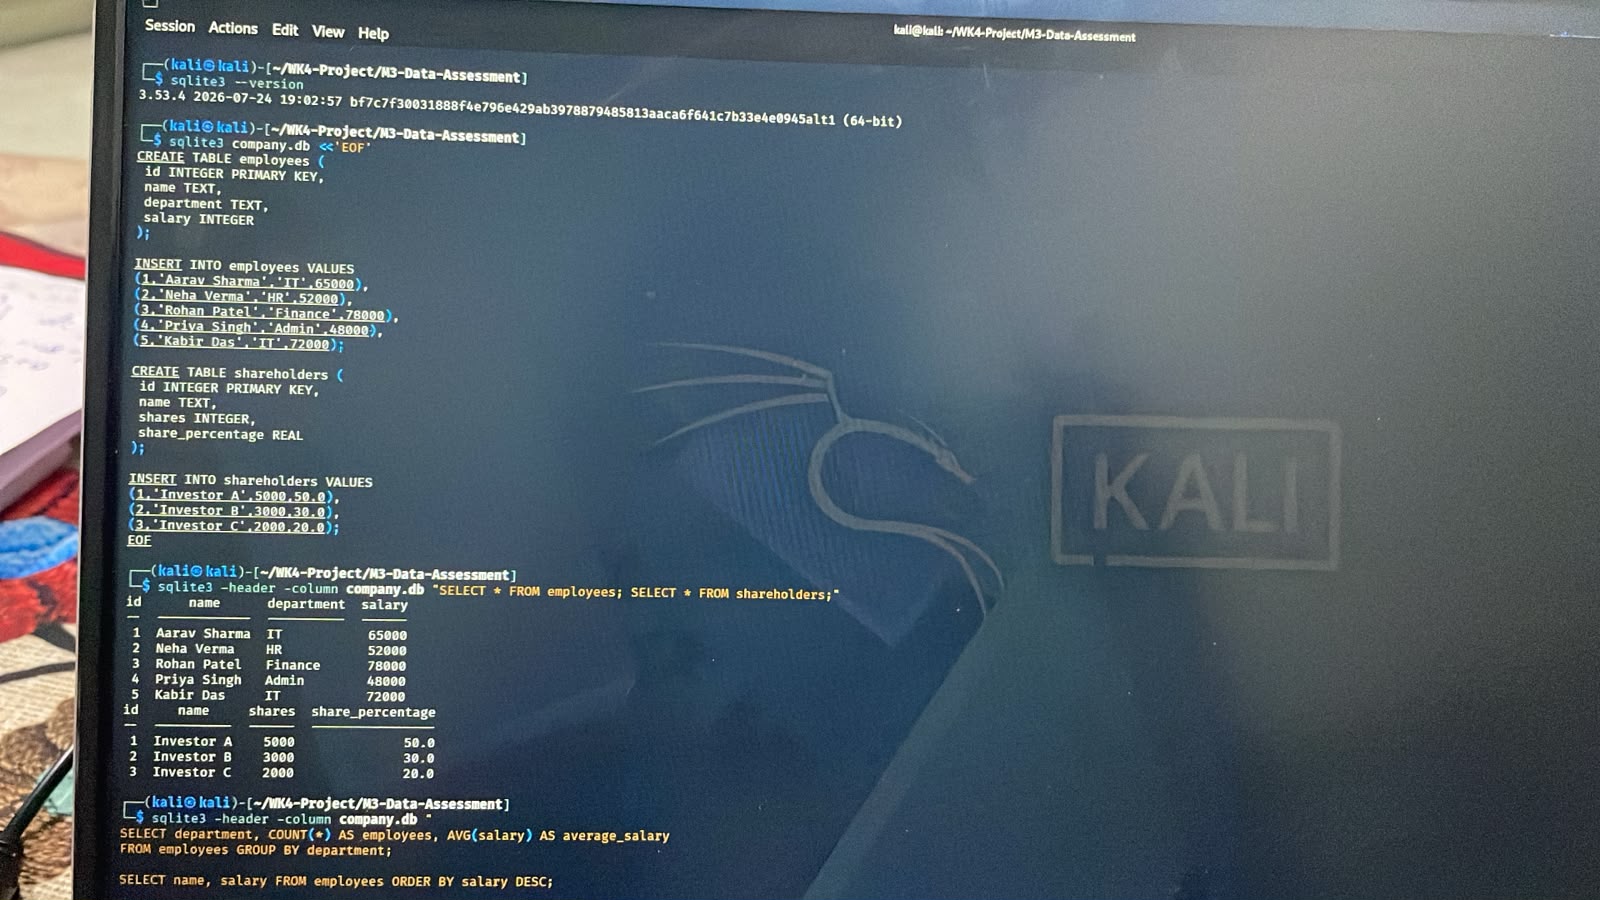 Session Actions Edit View Help
kali@kali: ~/WK4-Project/M3-Data-Assessment
┌──(kali㉿kali)-[~/WK4-Project/M3-Data-Assessment]
└─$ sqlite3 --version
3.53.4 2026-07-24 19:02:57 bf7c7f30031888f4e796e429ab3978879485813aaca6f641c7b33e4e0945alt1 (64-bit)
┌──(kali㉿kali)-[~/WK4-Project/M3-Data-Assessment]
└─$ sqlite3 company.db <<'EOF'
CREATE TABLE employees (
 id INTEGER PRIMARY KEY,
 name TEXT,
 department TEXT,
 salary INTEGER
);

INSERT INTO employees VALUES
(1,'Aarav Sharma','IT',65000),
(2,'Neha Verma','HR',52000),
(3,'Rohan Patel','Finance',78000),
(4,'Priya Singh','Admin',48000),
(5,'Kabir Das','IT',72000);

CREATE TABLE shareholders (
 id INTEGER PRIMARY KEY,
 name TEXT,
 shares INTEGER,
 share_percentage REAL
);

INSERT INTO shareholders VALUES
(1,'Investor A',5000,50.0),
(2,'Investor B',3000,30.0),
(3,'Investor C',2000,20.0);
EOF
┌──(kali㉿kali)-[~/WK4-Project/M3-Data-Assessment]
└─$ sqlite3 -header -column company.db "SELECT * FROM employees; SELECT * FROM shareholders;"
id name department salary
1 Aarav Sharma IT 65000
2 Neha Verma HR 52000
3 Rohan Patel Finance 78000
4 Priya Singh Admin 48000
5 Kabir Das IT 72000
id name shares share_percentage
1 Investor A 5000 50.0
2 Investor B 3000 30.0
3 Investor C 2000 20.0
┌──(kali㉿kali)-[~/WK4-Project/M3-Data-Assessment]
└─$ sqlite3 -header -column company.db "
SELECT department, COUNT(*) AS employees, AVG(salary) AS average_salary
FROM employees GROUP BY department;

SELECT name, salary FROM employees ORDER BY salary DESC;
KALI